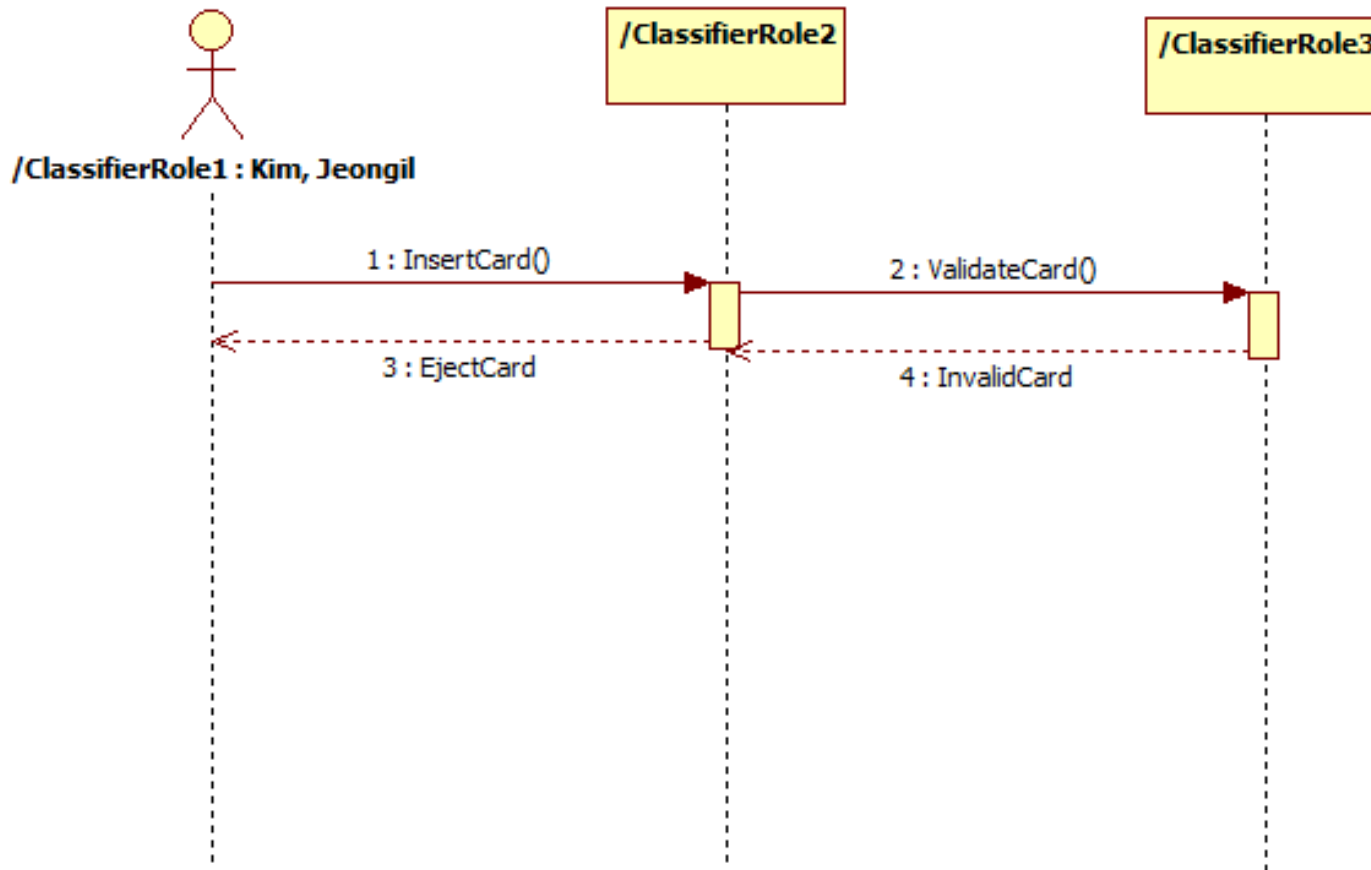 /ClassifierRole2
/ClassifierRole3
/ClassifierRole1 : Kim, Jeongil
1 : InsertCard()
2 : ValidateCard()
3 : EjectCard
4 : InvalidCard